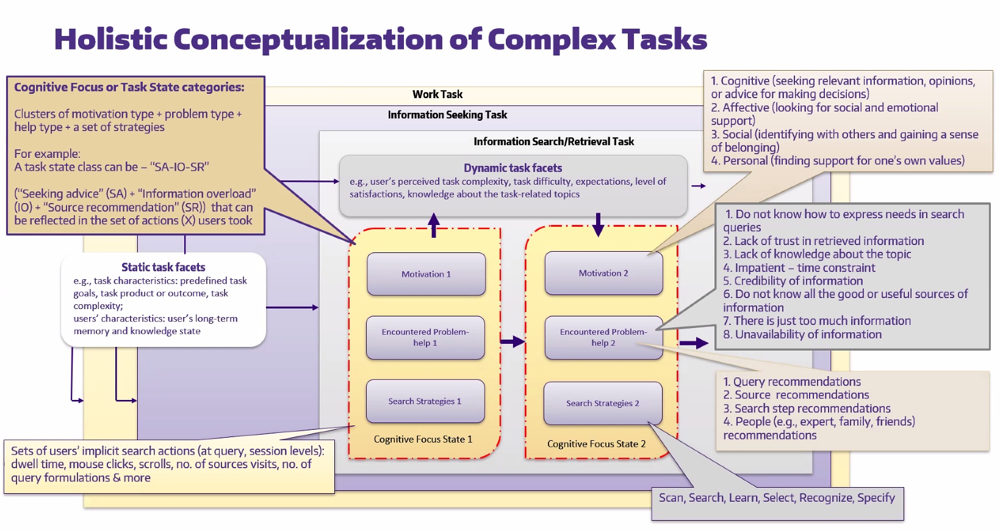 Holistic Conceptualization of Complex Tasks
Cognitive Focus or Task State categories:
Clusters of motivation type + problem type +
help type + a set of strategies
For example:
A task state class can be – “SA-IO-SR”
(“Seeking advice” (SA) + “Information overload”
(IO) + “Source recommendation” (SR)) that can
be reflected in the set of actions (X) users took
Work Task
Information Seeking Task
Information Search/Retrieval Task
Dynamic task facets
e.g., user’s perceived task complexity, task difficulty, expectations, level of
satisfactions, knowledge about the task-related topics
1. Cognitive (seeking relevant information, opinions,
or advice for making decisions)
2. Affective (looking for social and emotional
support)
3. Social (identifying with others and gaining a sense
of belonging)
4. Personal (finding support for one’s own values)
Static task facets
e.g., task characteristics: predefined task
goals, task product or outcome, task
complexity;
users’ characteristics: user’s long-term
memory and knowledge state
Motivation 1
Encountered Problem-
help 1
Search Strategies 1
Cognitive Focus State 1
Motivation 2
Encountered Problem-
help 2
Search Strategies 2
Cognitive Focus State 2
1. Do not know how to express needs in search
queries
2. Lack of trust in retrieved information
3. Lack of knowledge about the topic
4. Impatient – time constraint
5. Credibility of information
6. Do not know all the good or useful sources of
information
7. There is just too much information
8. Unavailability of information
1. Query recommendations
2. Source recommendations
3. Search step recommendations
4. People (e.g., expert, family, friends)
recommendations
Sets of users’ implicit search actions (at query, session levels):
dwell time, mouse clicks, scrolls, no. of sources visits, no. of
query formulations & more
Scan, Search, Learn, Select, Recognize, Specify